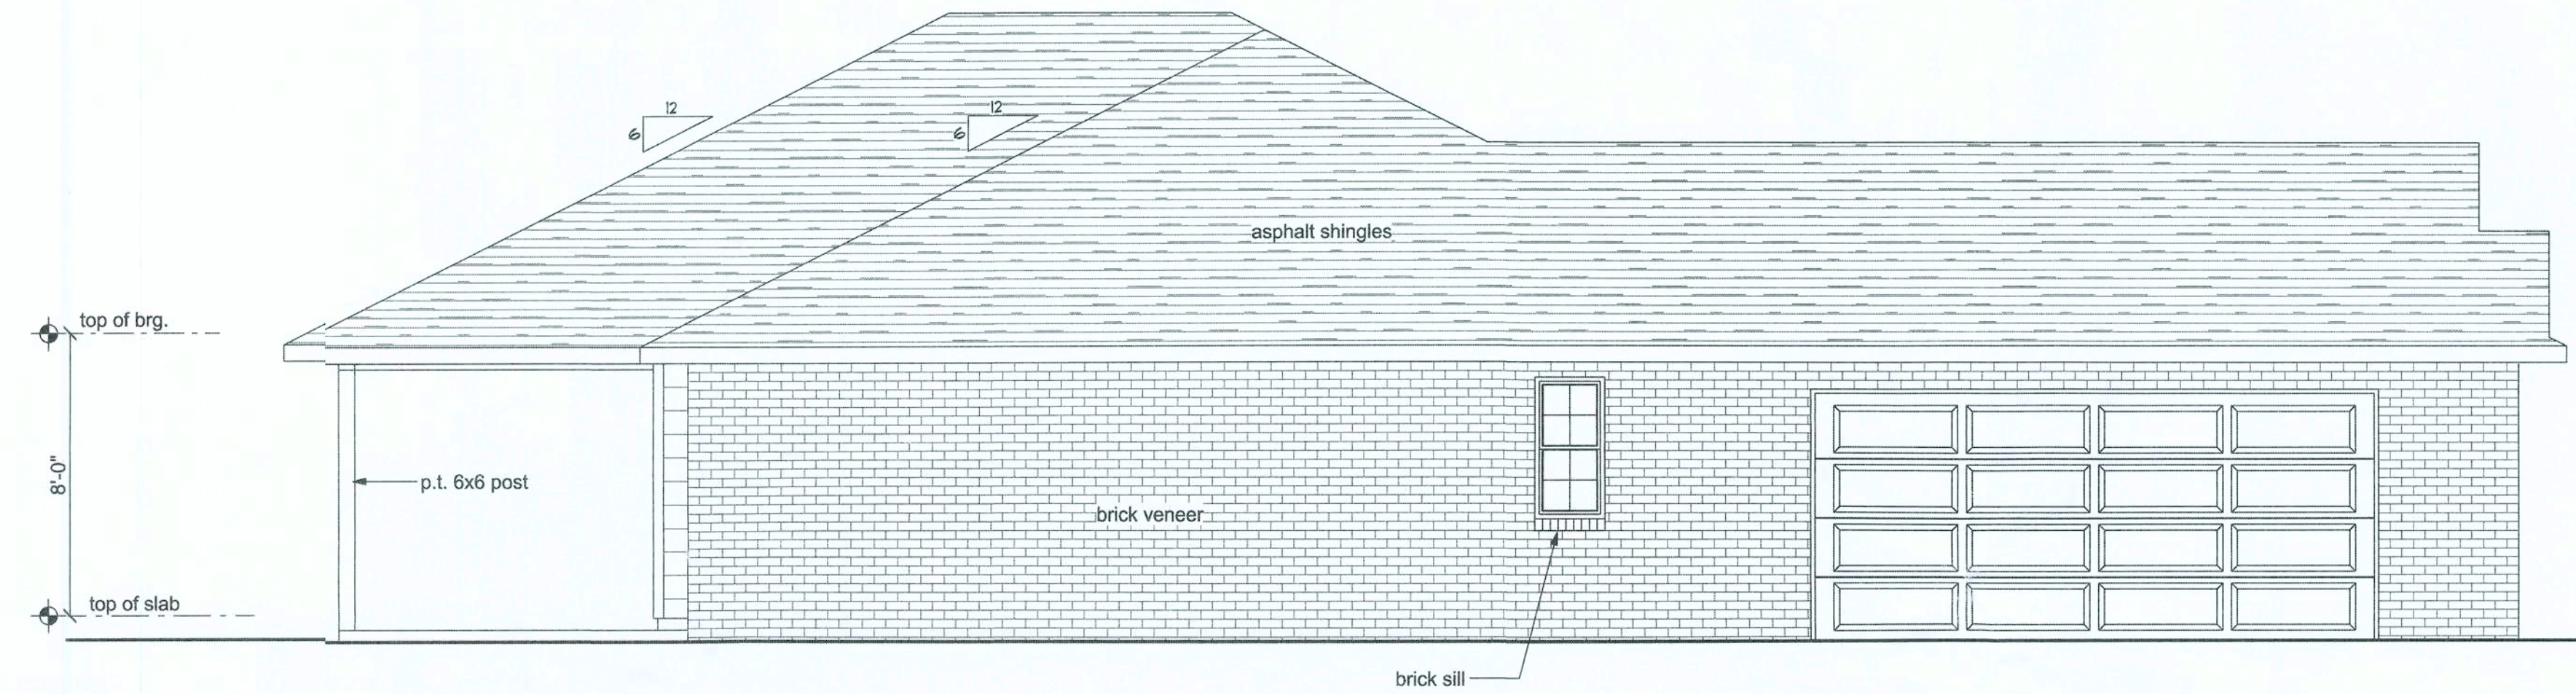 12
6
12
6
asphalt shingles
top of brg.
8'-0"
p.t. 6x6 post
brick veneer
top of slab
brick sill